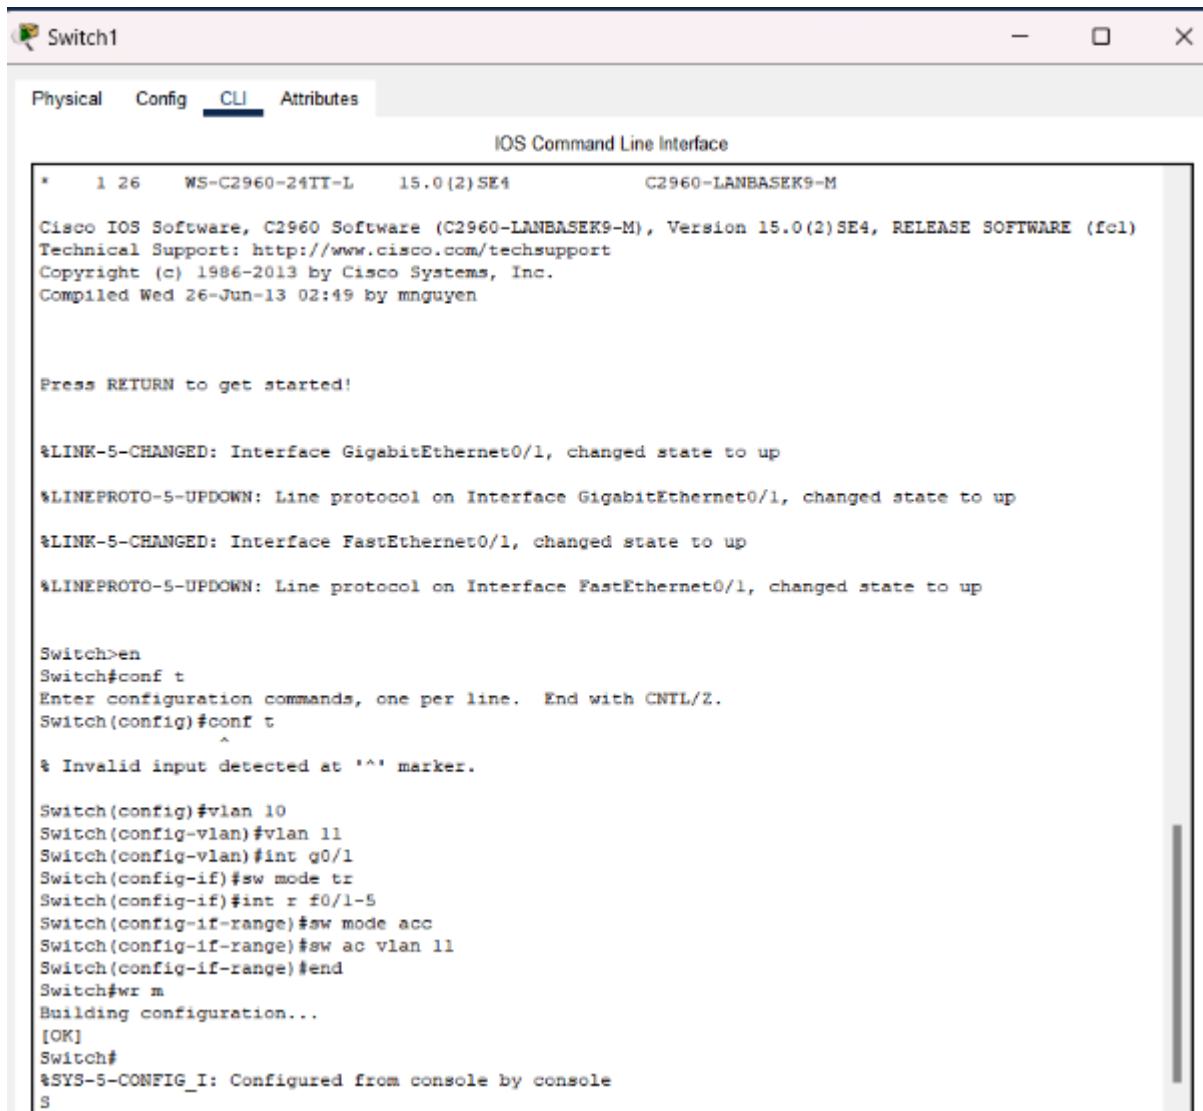 Switch1
Physical Config CLI Attributes
IOS Command Line Interface
* 1 26 WS-C2960-24TT-L 15.0(2)SE4 C2960-LANBASEK9-M
Cisco IOS Software, C2960 Software (C2960-LANBASEK9-M), Version 15.0(2)SE4, RELEASE SOFTWARE (fc1)
Technical Support: http://www.cisco.com/techsupport
Copyright (c) 1986-2013 by Cisco Systems, Inc.
Compiled Wed 26-Jun-13 02:49 by mnguyen
Press RETURN to get started!
%LINK-5-CHANGED: Interface GigabitEthernet0/1, changed state to up
%LINEPROTO-5-UPDOWN: Line protocol on Interface GigabitEthernet0/1, changed state to up
%LINK-5-CHANGED: Interface FastEthernet0/1, changed state to up
%LINEPROTO-5-UPDOWN: Line protocol on Interface FastEthernet0/1, changed state to up
Switch>en
Switch#conf t
Enter configuration commands, one per line. End with CNTL/Z.
Switch(config)#conf t
^
% Invalid input detected at '^' marker.
Switch(config)#vlan 10
Switch(config-vlan)#vlan 11
Switch(config-vlan)#int g0/1
Switch(config-if)#sw mode tr
Switch(config-if)#int r f0/1-5
Switch(config-if-range)#sw mode acc
Switch(config-if-range)#sw ac vlan 11
Switch(config-if-range)#end
Switch#wr m
Building configuration...
[OK]
Switch#
%SYS-5-CONFIG_I: Configured from console by console
S